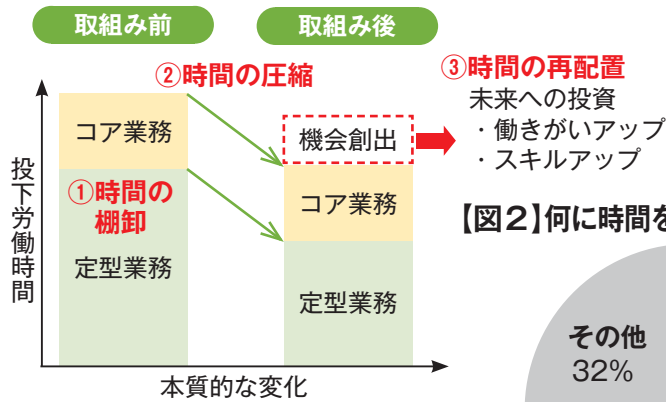 取組み前
取組み後
②時間の圧縮
③時間の再配置
未来への投資
・働きがいアップ
・スキルアップ
コア業務
機会創出
①時間の
棚卸
コア業務
定型業務
定型業務
投下労働時間
本質的な変化
【図2】何に時間を
その他
32%